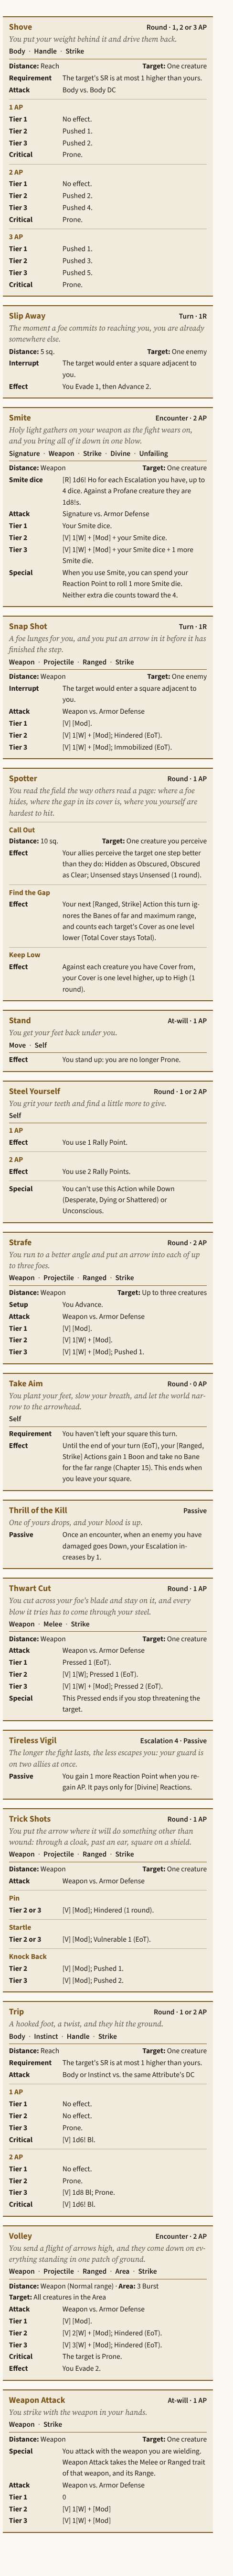 Shove Round · 1, 2 or 3 AP
You put your weight behind it and drive them back.
Body · Handle · Strike
Distance: Reach Target: One creature
Requirement The target's SR is at most 1 higher than yours.
Attack Body vs. Body DC
1 AP
Tier 1 No effect.
Tier 2 Pushed 1.
Tier 3 Pushed 2.
Critical Prone.
2 AP
Tier 1 No effect.
Tier 2 Pushed 2.
Tier 3 Pushed 4.
Critical Prone.
3 AP
Tier 1 Pushed 1.
Tier 2 Pushed 3.
Tier 3 Pushed 5.
Critical Prone.
Slip Away Turn · 1R
The moment a foe commits to reaching you, you are already
somewhere else.
Distance: 5 sq. Target: One enemy
Interrupt The target would enter a square adjacent to
you.
Effect You Evade 1, then Advance 2.
Smite Encounter · 2 AP
Holy light gathers on your weapon as the fight wears on,
and you bring all of it down in one blow.
Signature · Weapon · Strike · Divine · Unfailing
Distance: Weapon Target: One creature
Smite dice [R] 1d6! Ho for each Escalation you have, up to
4 dice. Against a Profane creature they are
1d8!s.
Attack Signature vs. Armor Defense
Tier 1 Your Smite dice.
Tier 2 [V] 1[W] + [Mod] + your Smite dice.
Tier 3 [V] 1[W] + [Mod] + your Smite dice + 1 more
Smite die.
Special When you use Smite, you can spend your
Reaction Point to roll 1 more Smite die.
Neither extra die counts toward the 4.
Snap Shot Turn · 1R
A foe lunges for you, and you put an arrow in it before it has
finished the step.
Weapon · Projectile · Ranged · Strike
Distance: Weapon Target: One enemy
Interrupt The target would enter a square adjacent to
you.
Attack Weapon vs. Armor Defense
Tier 1 [V] [Mod].
Tier 2 [V] 1[W] + [Mod]; Hindered (EoT).
Tier 3 [V] 1[W] + [Mod]; Immobilized (EoT).
Spotter Round · 1 AP
You read the field the way others read a page: where a foe
hides, where the gap in its cover is, where you yourself are
hardest to hit.
Call Out
Distance: 10 sq. Target: One creature you perceive
Effect Your allies perceive the target one step better
than they do: Hidden as Obscured, Obscured
as Clear; Unsensed stays Unsensed (1 round).
Find the Gap
Effect Your next [Ranged, Strike] Action this turn ig-
nores the Banes of far and maximum range,
and counts each target's Cover as one level
lower (Total Cover stays Total).
Keep Low
Effect Against each creature you have Cover from,
your Cover is one level higher, up to High (1
round).
Stand At-will · 1 AP
You get your feet back under you.
Move · Self
Effect You stand up: you are no longer Prone.
Steel Yourself Round · 1 or 2 AP
You grit your teeth and find a little more to give.
Self
1 AP
Effect You use 1 Rally Point.
2 AP
Effect You use 2 Rally Points.
Special You can't use this Action while Down
(Desperate, Dying or Shattered) or
Unconscious.
Strafe Round · 2 AP
You run to a better angle and put an arrow into each of up
to three foes.
Weapon · Projectile · Ranged · Strike
Distance: Weapon Target: Up to three creatures
Setup You Advance.
Attack Weapon vs. Armor Defense
Tier 1 [V] [Mod].
Tier 2 [V] 1[W] + [Mod].
Tier 3 [V] 1[W] + [Mod]; Pushed 1.
Take Aim Round · 0 AP
You plant your feet, slow your breath, and let the world nar-
row to the arrowhead.
Self
Requirement You haven't left your square this turn.
Effect Until the end of your turn (EoT), your [Ranged,
Strike] Actions gain 1 Boon and take no Bane
for the far range (Chapter 15). This ends when
you leave your square.
Thrill of the Kill Passive
One of yours drops, and your blood is up.
Passive Once an encounter, when an enemy you have
damaged goes Down, your Escalation in-
creases by 1.
Thwart Cut Round · 1 AP
You cut across your foe's blade and stay on it, and every
blow it tries has to come through your steel.
Weapon · Melee · Strike
Distance: Weapon Target: One creature
Attack Weapon vs. Armor Defense
Tier 1 Pressed 1 (EoT).
Tier 2 [V] 1[W]; Pressed 1 (EoT).
Tier 3 [V] 1[W] + [Mod]; Pressed 2 (EoT).
Special This Pressed ends if you stop threatening the
target.
Tireless Vigil Escalation 4 · Passive
The longer the fight lasts, the less escapes you: your guard is
on two allies at once.
Passive You gain 1 more Reaction Point when you re-
gain AP. It pays only for [Divine] Reactions.
Trick Shots Round · 1 AP
You put the arrow where it will do something other than
wound: through a cloak, past an ear, square on a shield.
Weapon · Projectile · Ranged · Strike
Distance: Weapon Target: One creature
Attack Weapon vs. Armor Defense
Pin
Tier 2 or 3 [V] [Mod]; Hindered (1 round).
Startle
Tier 2 or 3 [V] [Mod]; Vulnerable 1 (EoT).
Knock Back
Tier 2 [V] [Mod]; Pushed 1.
Tier 3 [V] [Mod]; Pushed 2.
Trip Round · 1 or 2 AP
A hooked foot, a twist, and they hit the ground.
Body · Instinct · Handle · Strike
Distance: Reach Target: One creature
Requirement The target's SR is at most 1 higher than yours.
Attack Body or Instinct vs. the same Attribute's DC
1 AP
Tier 1 No effect.
Tier 2 No effect.
Tier 3 Prone.
Critical [V] 1d6! Bl.
2 AP
Tier 1 No effect.
Tier 2 Prone.
Tier 3 [V] 1d8 Bl; Prone.
Critical [V] 1d6! Bl.
Volley Encounter · 2 AP
You send a flight of arrows high, and they come down on ev-
erything standing in one patch of ground.
Weapon · Projectile · Ranged · Area · Strike
Distance: Weapon (Normal range) · Area: 3 Burst
Target: All creatures in the Area
Attack Weapon vs. Armor Defense
Tier 1 [V] [Mod].
Tier 2 [V] 2[W] + [Mod]; Hindered (EoT).
Tier 3 [V] 3[W] + [Mod]; Hindered (EoT).
Critical The target is Prone.
Effect You Evade 2.
Weapon Attack At-will · 1 AP
You strike with the weapon in your hands.
Weapon · Strike
Distance: Weapon Target: One creature
Special You attack with the weapon you are wielding.
Weapon Attack takes the Melee or Ranged trait
of that weapon, and its Range.
Attack Weapon vs. Armor Defense
Tier 1 0
Tier 2 [V] 1[W] + [Mod]
Tier 3 [V] 1[W] + [Mod]